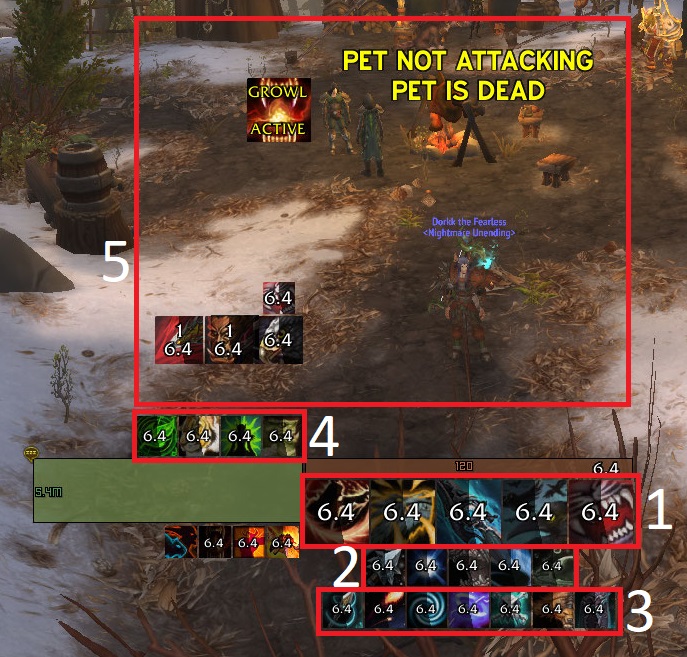 PET NOT ATTACKING
PET IS DEAD
GROWL
ACTIVE
Dorkk the Fearless
<Nightmare Unending>
5
6.4
1 1 6.4
6.4 6.4
6.4 6.4 6.4 6.4
4
120 6.4
5.4M
6.4 6.4 6.4 6.4 6.4
1
6.4 6.4 6.4
2
6.4 6.4 6.4 6.4 6.4
6.4 6.4 6.4 6.4 6.4 6.4 6.4
3